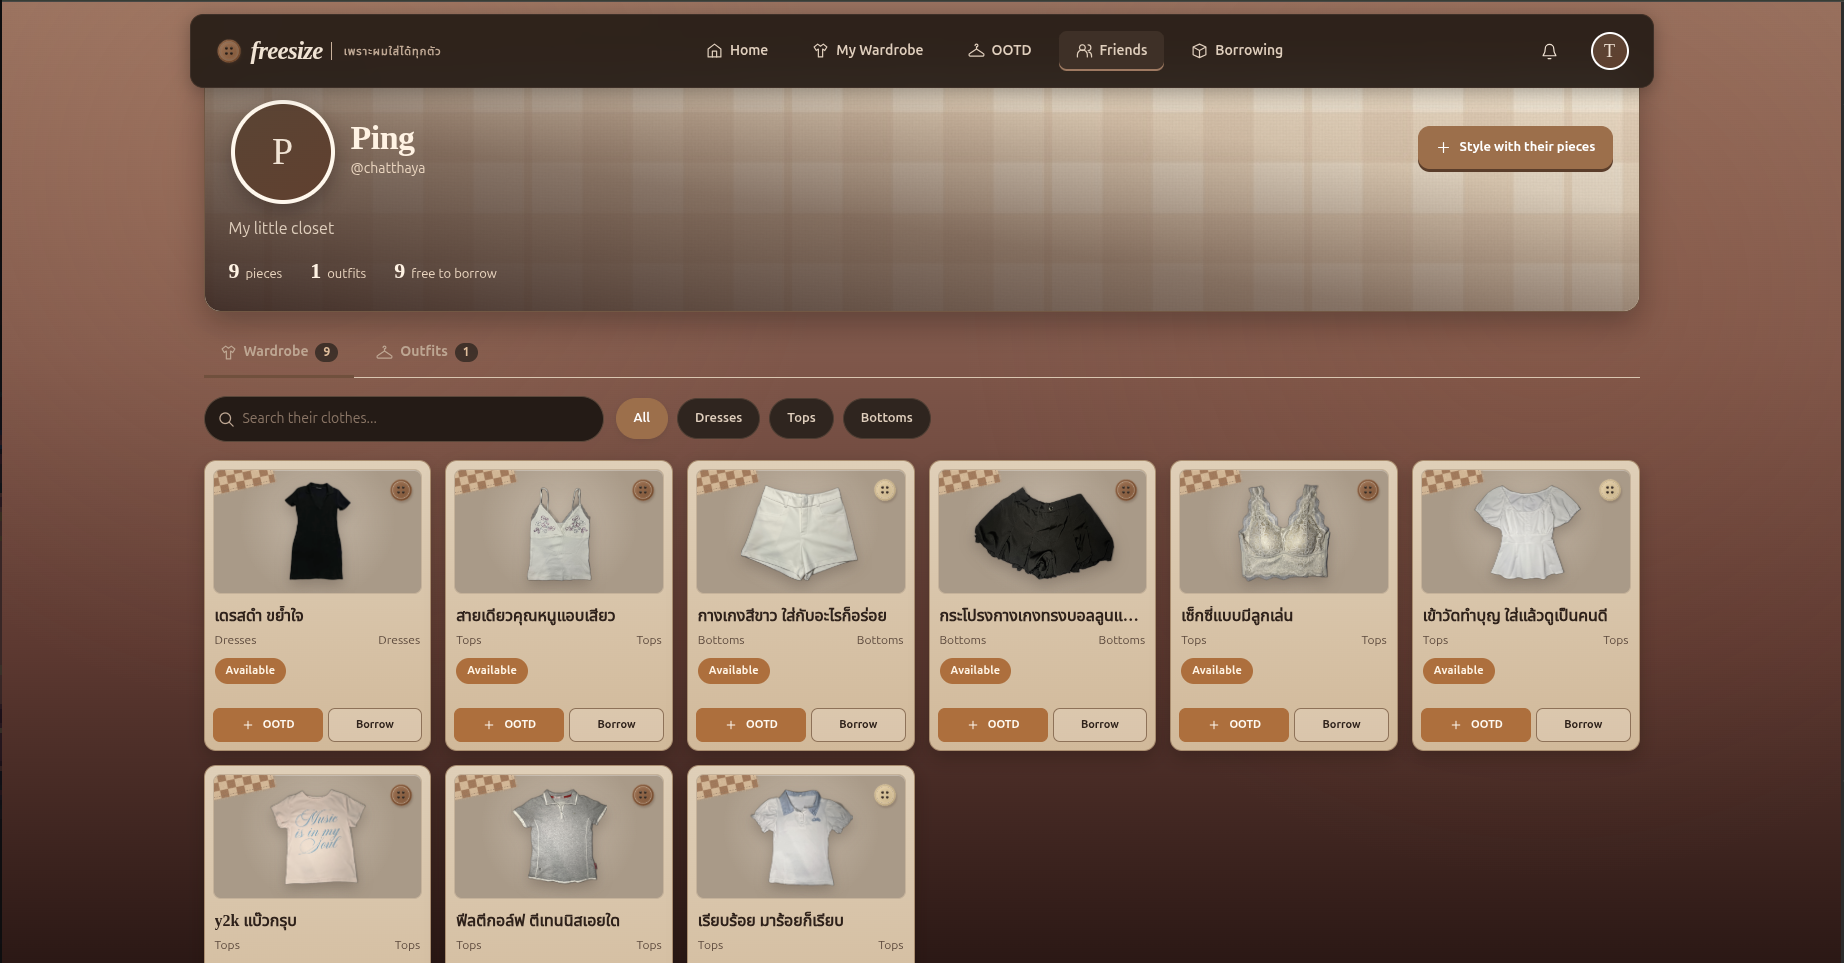 freesize
เพราะผมใส่ได้ทุกตัว
Home
My Wardrobe
OOTD
Friends
Borrowing
T
P
Ping
@chatthaya
Style with their pieces
My little closet
9 pieces
1 outfits
9 free to borrow
Wardrobe 9
Outfits 1
Search their clothes...
All
Dresses
Tops
Bottoms
เดรสดำ ขย้ำใจ
Dresses
Dresses
Available
+ OOTD
Borrow
สายเดียวคุณหนูแอบเสียว
Tops
Tops
Available
+ OOTD
Borrow
กางเกงสีขาว ใส่กับอะไรก็อร่อย
Bottoms
Bottoms
Available
+ OOTD
Borrow
กระโปรงกางเกงทรงบอลลูนแ...
Bottoms
Bottoms
Available
+ OOTD
Borrow
เซ็กซี่แบบมีลูกเล่น
Tops
Tops
Available
+ OOTD
Borrow
เข้าวัดทำบุญ ใส่แล้วดูเป็นคนดี
Tops
Tops
Available
+ OOTD
Borrow
Music
is in my
Soul
y2k แบ๊วกรุบ
Tops
Tops
ฟีลตีกอล์ฟ ตีเทนนิสเอยใด
Tops
Tops
เรียบร้อย มาร้อยก็เรียบ
Tops
Tops